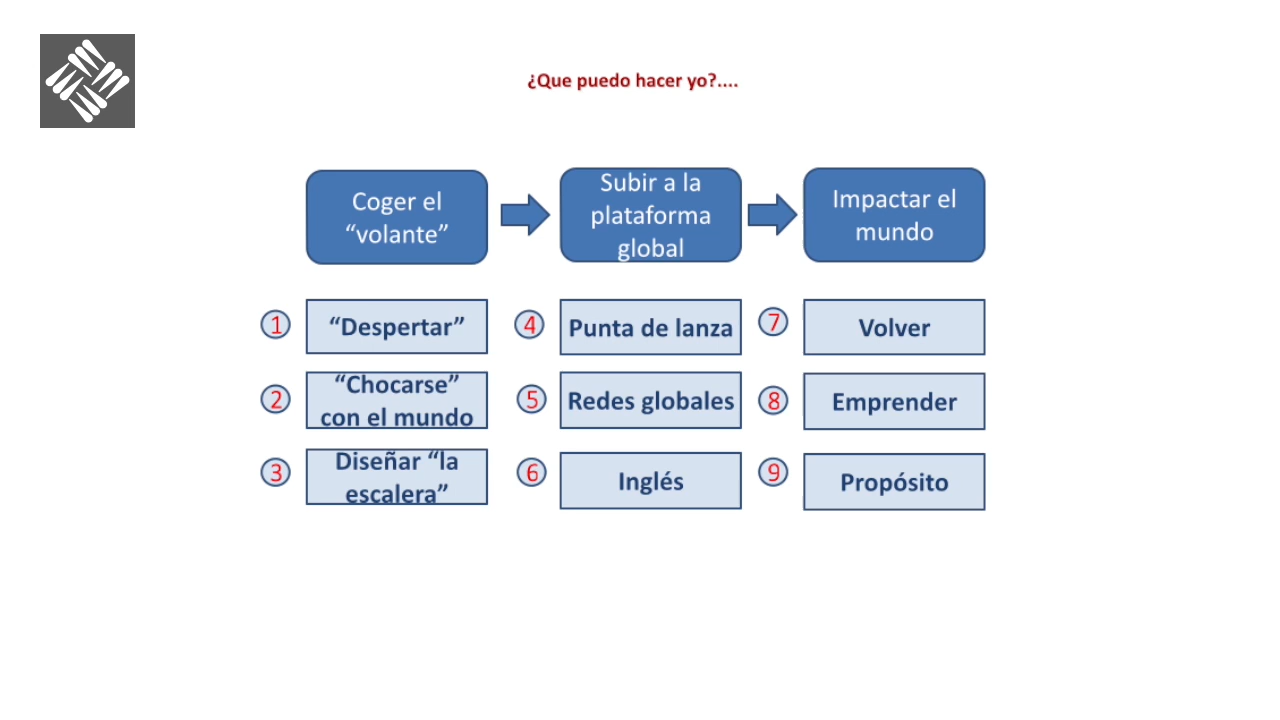 ¿Que puedo hacer yo?....
Coger el
“volante”
Subir a la
plataforma
global
Impactar el
mundo
1
“Despertar”
4
Punta de lanza
7
Volver
2
“Chocarse”
con el mundo
5
Redes globales
8
Emprender
3
Diseñar “la
escalera”
6
Inglés
9
Propósito